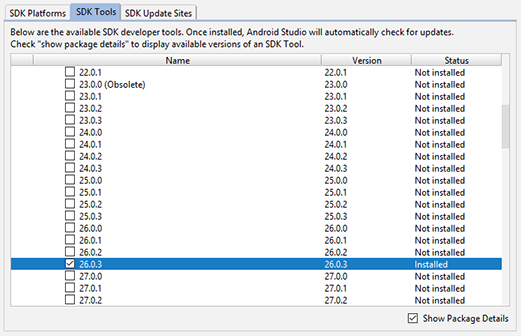 SDK Platforms SDK Tools SDK Update Sites
Below are the available SDK developer tools. Once installed, Android Studio will automatically check for updates.
Check "show package details" to display available versions of an SDK Tool.
Name Version Status
22.0.1 22.0.1 Not installed
23.0.0 (Obsolete) 23.0.0 Not installed
23.0.1 23.0.1 Not installed
23.0.2 23.0.2 Not installed
23.0.3 23.0.3 Not installed
24.0.0 24.0.0 Not installed
24.0.1 24.0.1 Not installed
24.0.2 24.0.2 Not installed
24.0.3 24.0.3 Not installed
25.0.0 25.0.0 Not installed
25.0.1 25.0.1 Not installed
25.0.2 25.0.2 Not installed
25.0.3 25.0.3 Not installed
26.0.0 26.0.0 Not installed
26.0.1 26.0.1 Not installed
26.0.2 26.0.2 Not installed
26.0.3 26.0.3 Installed
27.0.0 27.0.0 Not installed
27.0.1 27.0.1 Not installed
27.0.2 27.0.2 Not installed
Show Package Details